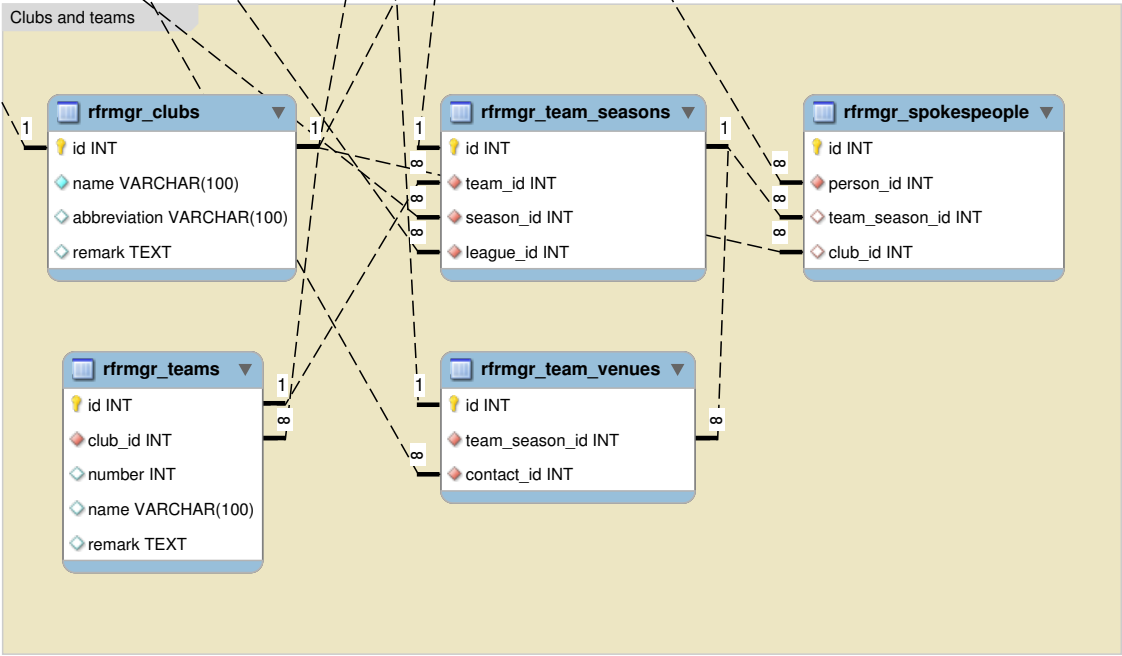 Clubs and teams
rfrmgr_clubs
id INT
name VARCHAR(100)
abbreviation VARCHAR(100)
remark TEXT
1
1
rfrmgr_team_seasons
id INT
team_id INT
season_id INT
league_id INT
1
∞
∞
∞
1
rfrmgr_spokespeople
id INT
person_id INT
team_season_id INT
club_id INT
∞
∞
∞
rfrmgr_teams
id INT
club_id INT
number INT
name VARCHAR(100)
remark TEXT
1
∞
rfrmgr_team_venues
id INT
team_season_id INT
contact_id INT
1
∞
∞